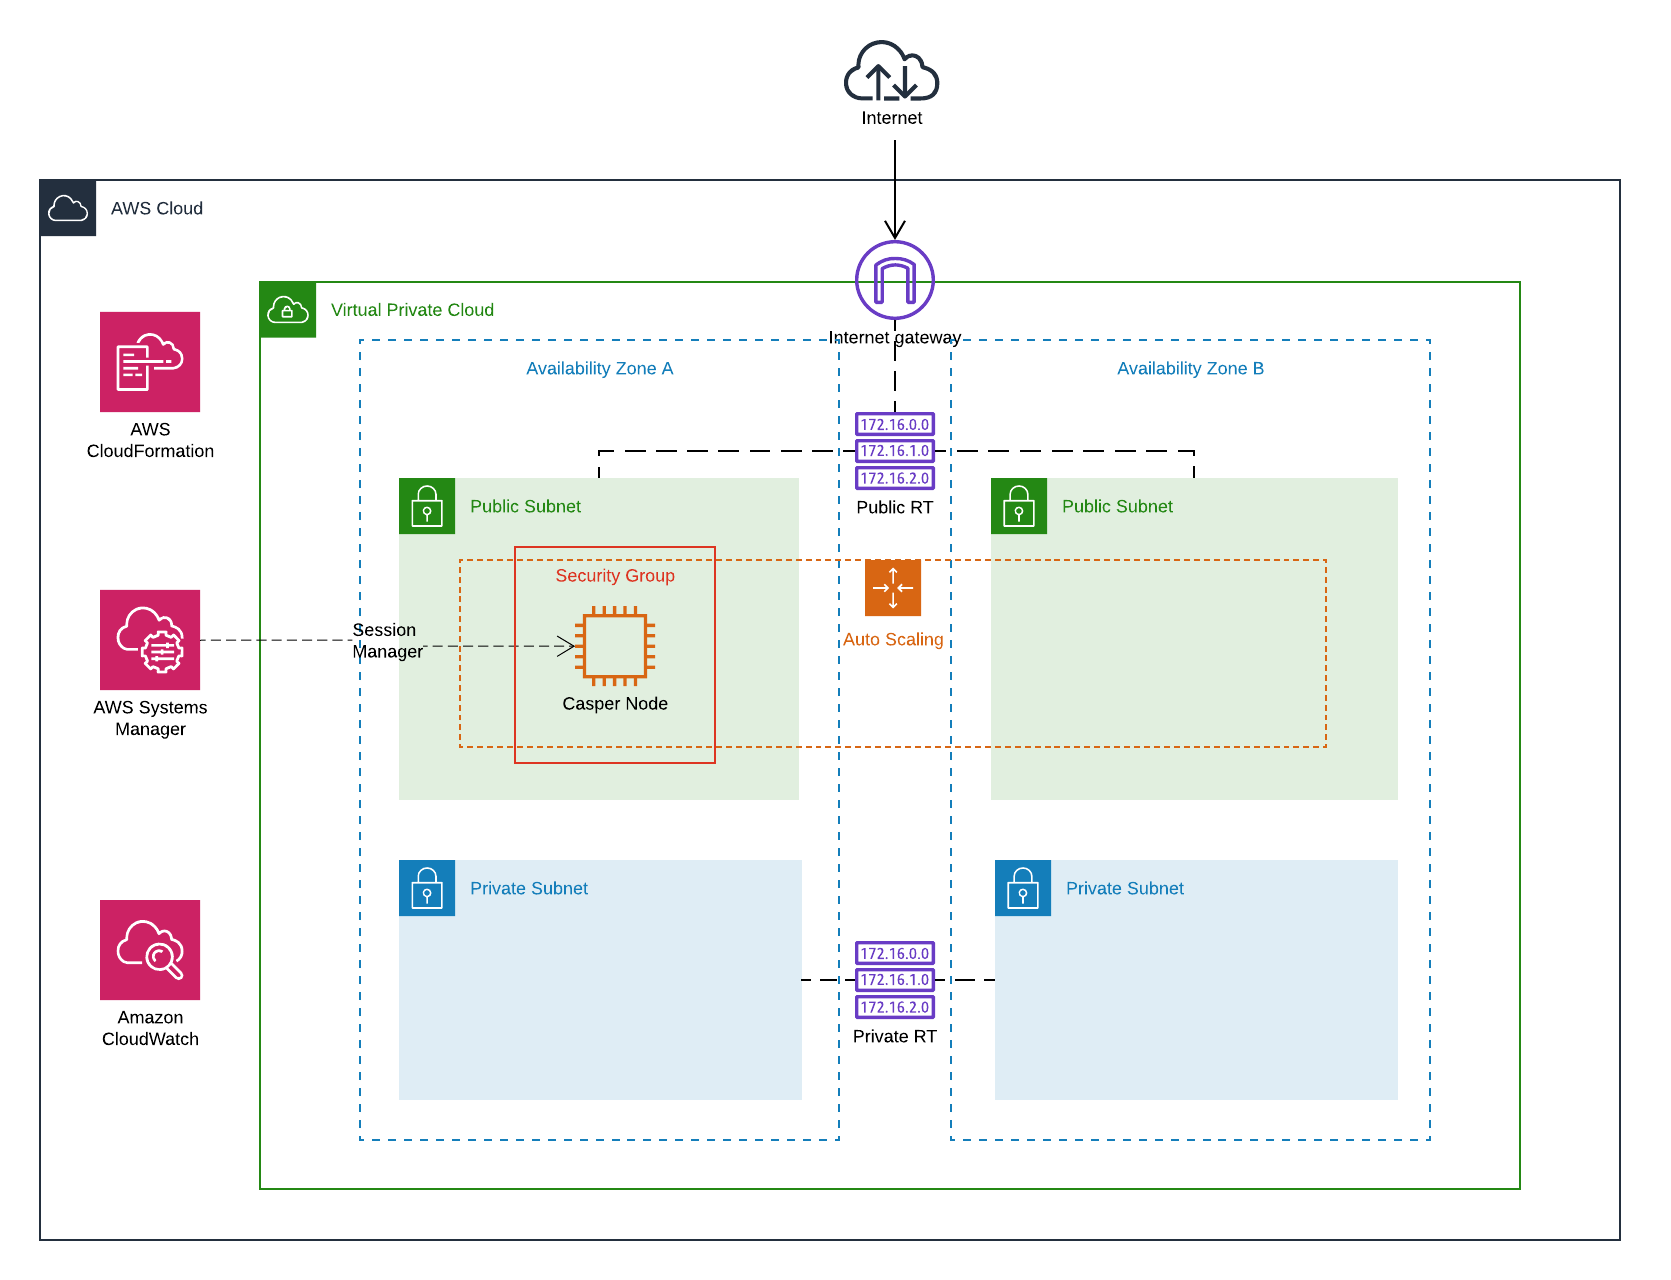 Internet
AWS Cloud
Virtual Private Cloud
Internet gateway
Availability Zone A
Availability Zone B
AWS
CloudFormation
172.16.0.0
172.16.1.0
172.16.2.0
Public RT
Public Subnet
Public Subnet
Security Group
Auto Scaling
Session
Manager
Casper Node
AWS Systems
Manager
Private Subnet
Private Subnet
172.16.0.0
172.16.1.0
172.16.2.0
Private RT
Amazon
CloudWatch